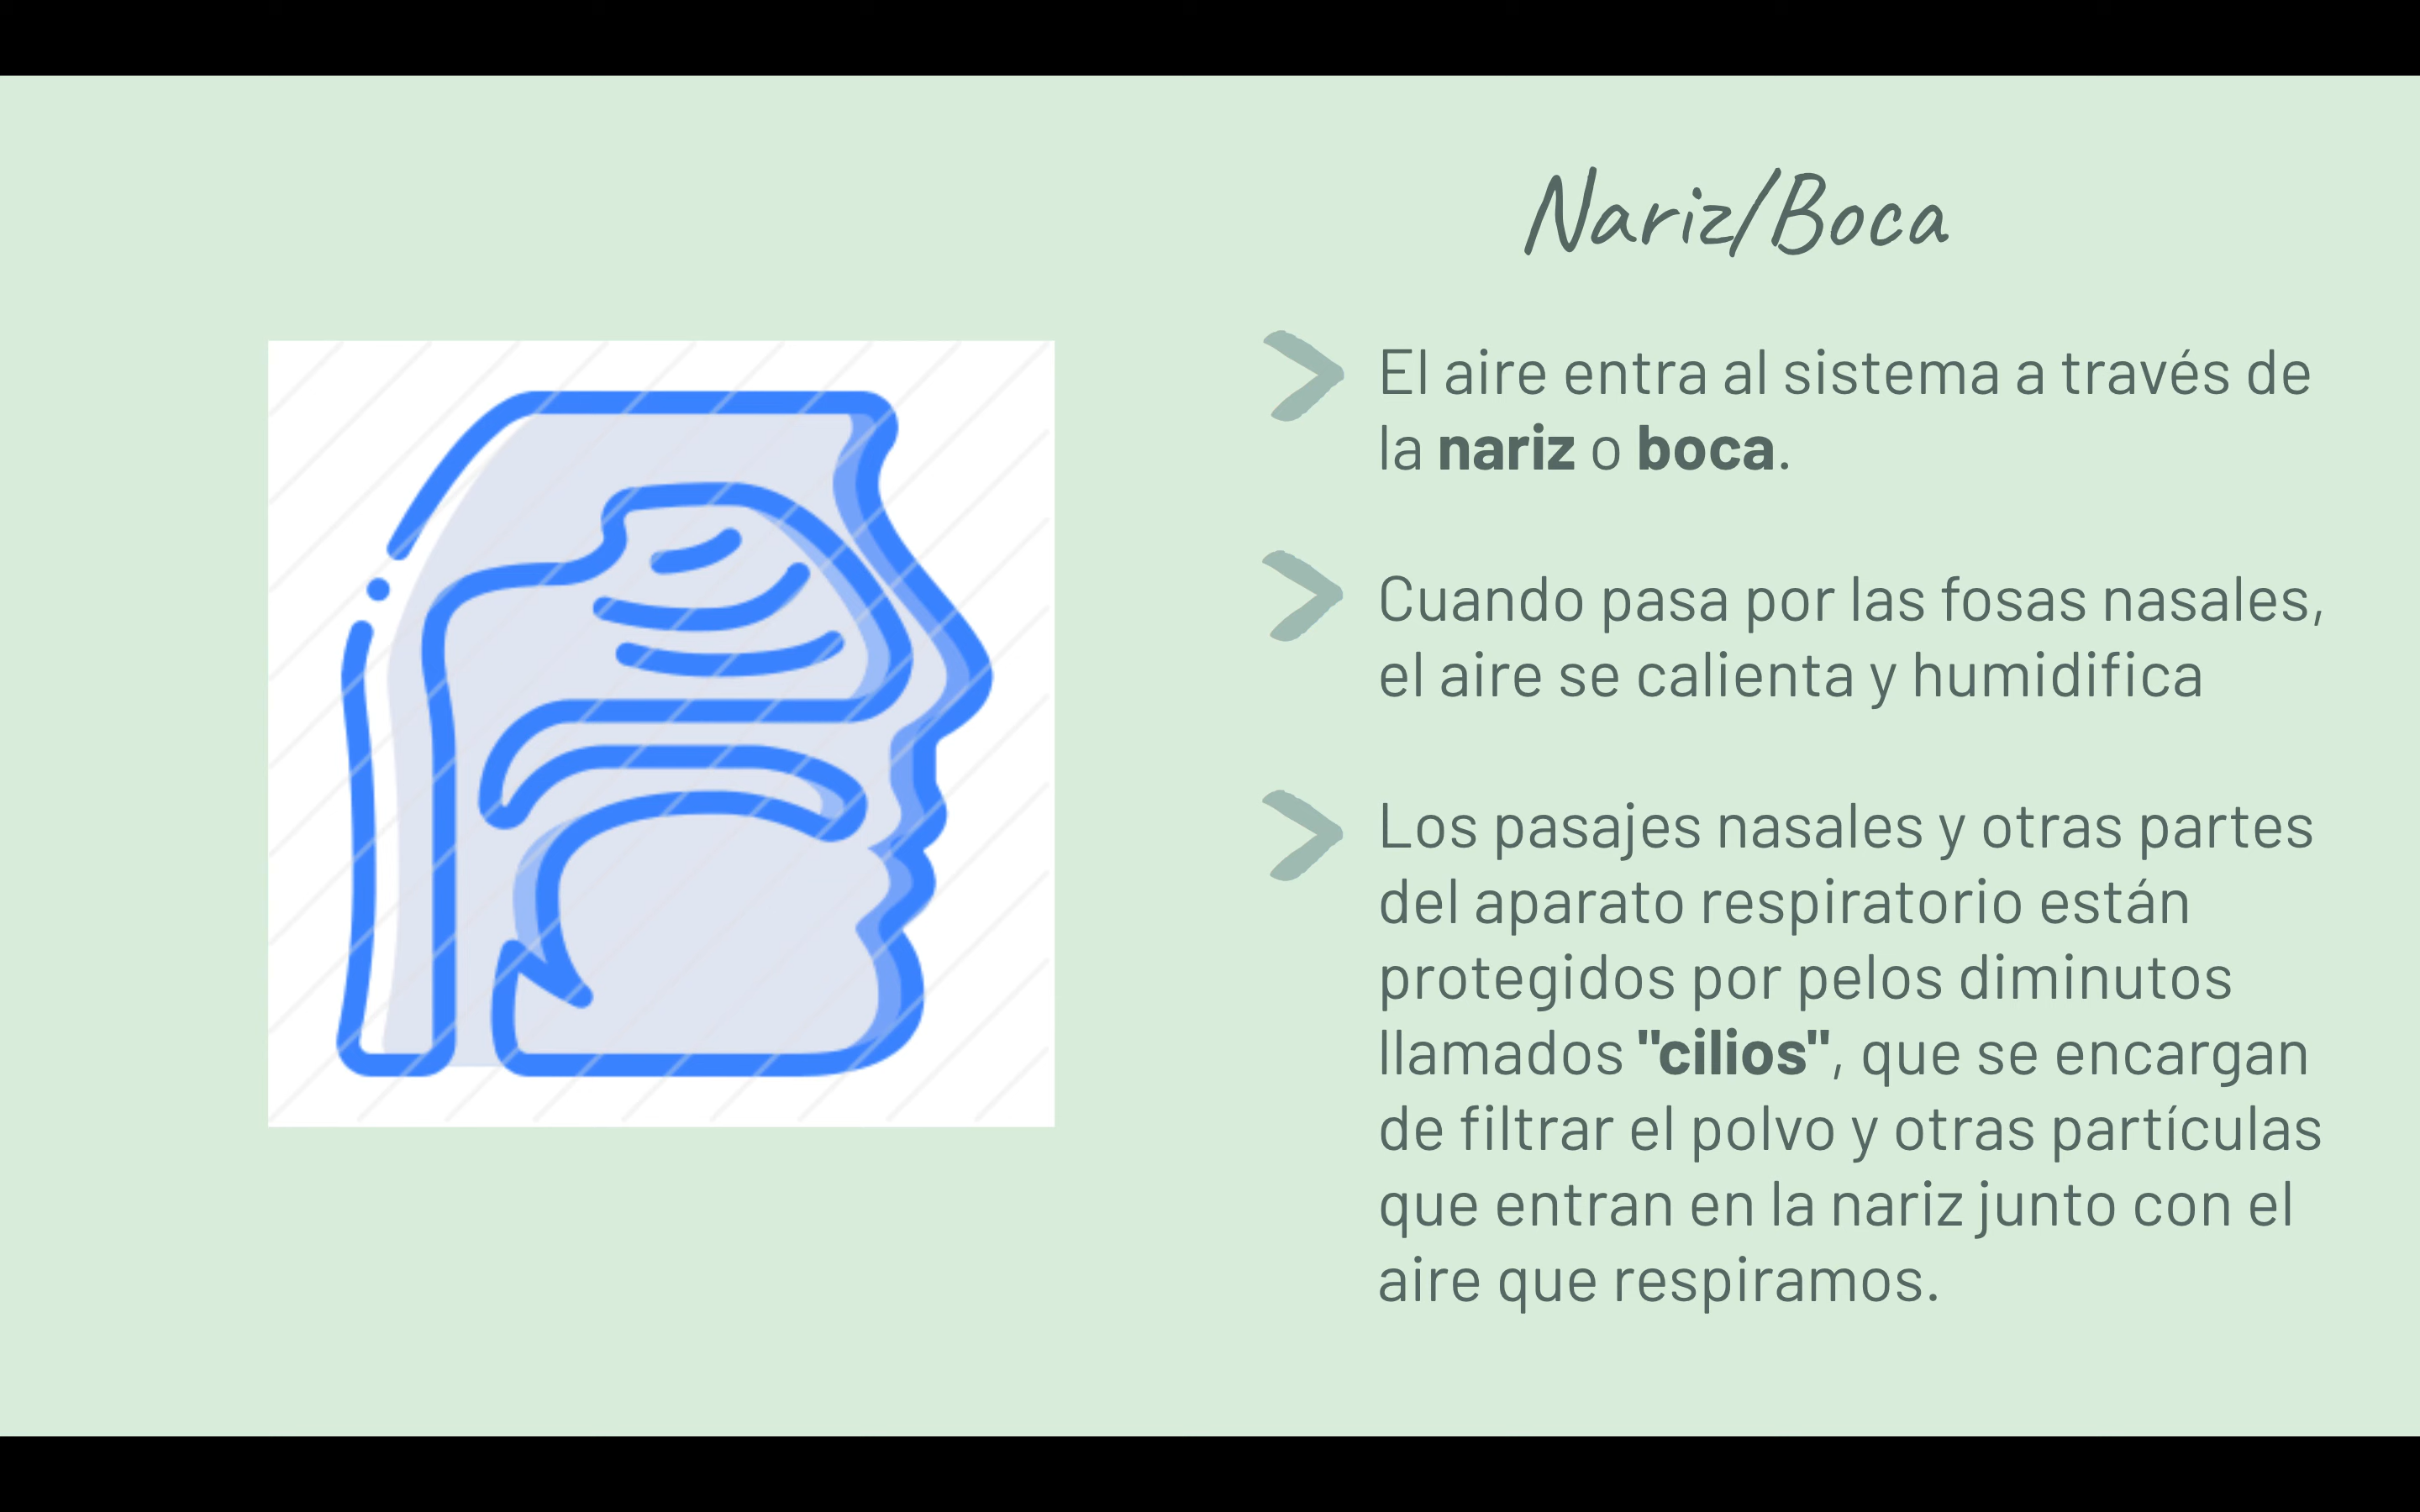 Nariz/Boca
El aire entra al sistema a través de
la nariz o boca.
Cuando pasa por las fosas nasales,
el aire se calienta y humidifica
Los pasajes nasales y otras partes
del aparato respiratorio están
protegidos por pelos diminutos
llamados "cilios", que se encargan
de filtrar el polvo y otras partículas
que entran en la nariz junto con el
aire que respiramos.